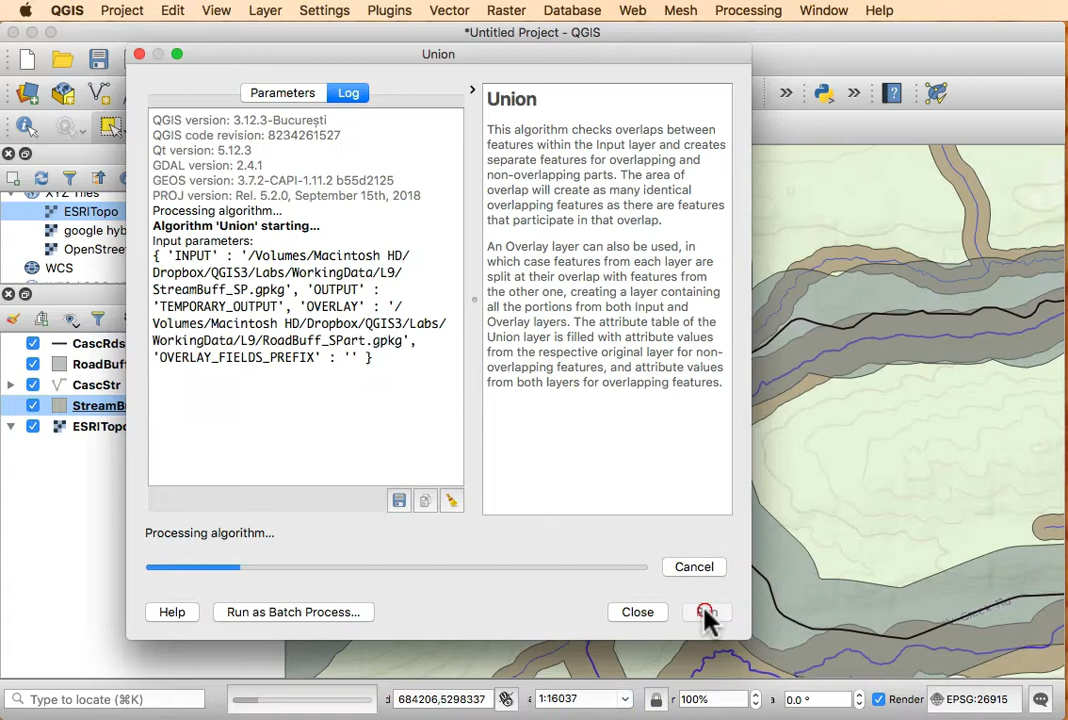 QGIS Project Edit View Layer Settings Plugins Vector Raster Database Web Mesh Processing Window Help
*Untitled Project - QGIS
Union
Parameters Log
QGIS version: 3.12.3-București
QGIS code revision: 8234261527
Qt version: 5.12.3
GDAL version: 2.4.1
GEOS version: 3.7.2-CAPI-1.11.2 b55d2125
PROJ version: Rel. 5.2.0, September 15th, 2018
Processing algorithm...
Algorithm 'Union' starting...
Input parameters:
{ 'INPUT' : '/Volumes/Macintosh HD/
Dropbox/QGIS3/Labs/WorkingData/L9/
StreamBuff_SP.gpkg', 'OUTPUT' :
'TEMPORARY_OUTPUT', 'OVERLAY' : '/
Volumes/Macintosh HD/Dropbox/QGIS3/Labs/
WorkingData/L9/RoadBuff_SPart.gpkg',
'OVERLAY_FIELDS_PREFIX' : '' }
Union
This algorithm checks overlaps between
features within the Input layer and creates
separate features for overlapping and
non-overlapping parts. The area of
overlap will create as many identical
overlapping features as there are features
that participate in that overlap.
An Overlay layer can also be used, in
which case features from each layer are
split at their overlap with features from
the other one, creating a layer containing
all the portions from both Input and
Overlay layers. The attribute table of the
Union layer is filled with attribute values
from the respective original layer for non-
overlapping features, and attribute values
from both layers for overlapping features.
XYZ Tiles
ESRITopo
google hyb
OpenStree
WCS
CascRds
RoadBuf
CascStr
StreamB
ESRITopo
Processing algorithm...
Cancel
Help Run as Batch Process... Close
Type to locate (⌘K) 684206,5298337 1:16037 r 100% a 0.0 ° Render EPSG:26915